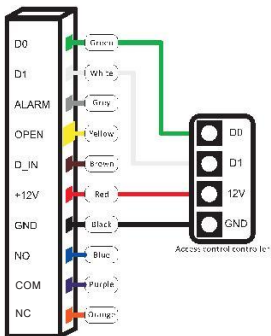 D0 Green
D1 White
ALARM Grey
OPEN Yellow
D_IN Brown
+12V Red
GND Black
NO Blue
COM Purple
NC Orange
D0
D1
12V
GND
Access control controller